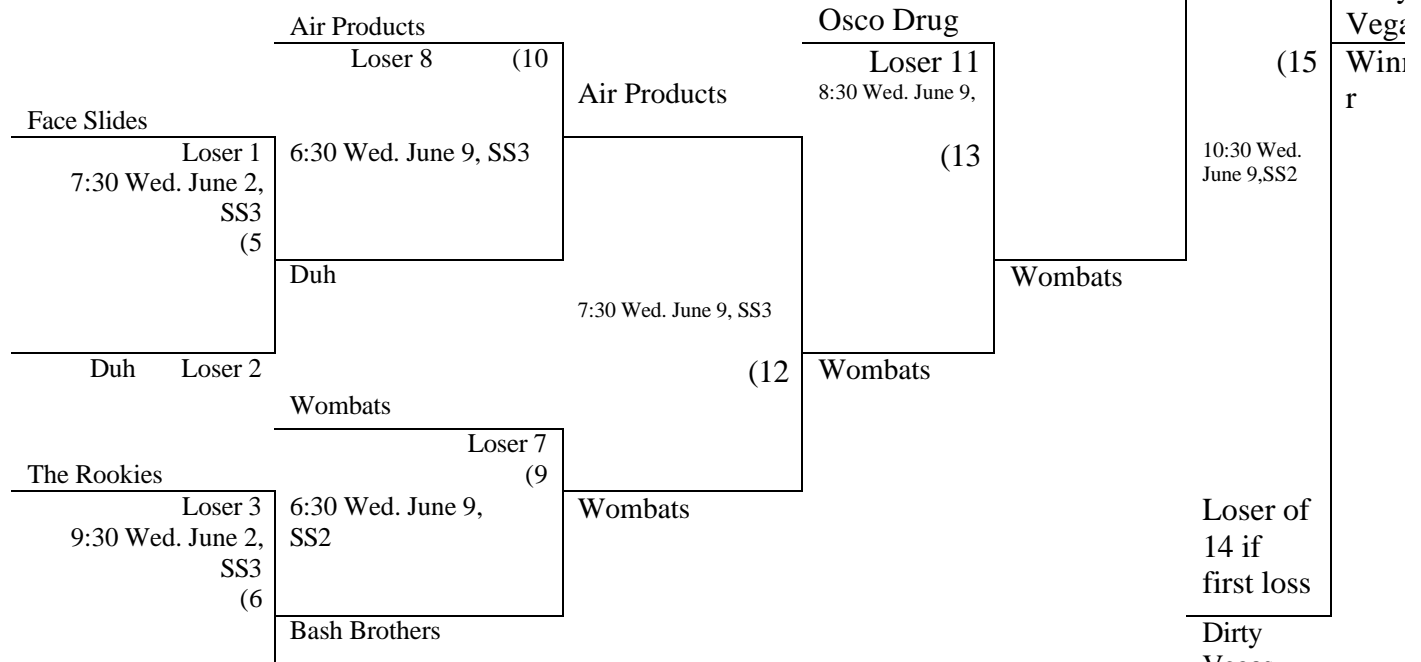 Air Products
Loser 8 (10
Osco Drug
Loser 11
8:30 Wed. June 9,
(13
(15
r
Air Products
Face Slides
Loser 1
7:30 Wed. June 2,
SS3
(5
6:30 Wed. June 9, SS3
10:30 Wed.
June 9,SS2
Duh
Wombats
7:30 Wed. June 9, SS3
(12
Duh Loser 2
Wombats
Wombats
Loser 7
(9
The Rookies
Loser 3
9:30 Wed. June 2,
SS3
(6
6:30 Wed. June 9,
SS2
Wombats
Loser of
14 if
first loss
Bash Brothers
Dirty